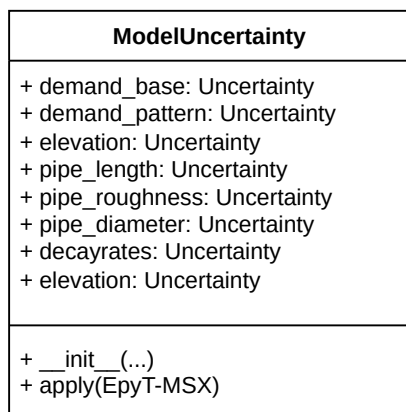 ModelUncertainty
+ demand_base: Uncertainty
+ demand_pattern: Uncertainty
+ elevation: Uncertainty
+ pipe_length: Uncertainty
+ pipe_roughness: Uncertainty
+ pipe_diameter: Uncertainty
+ decayrates: Uncertainty
+ elevation: Uncertainty
+ __init__(...)
+ apply(EpyT-MSX)